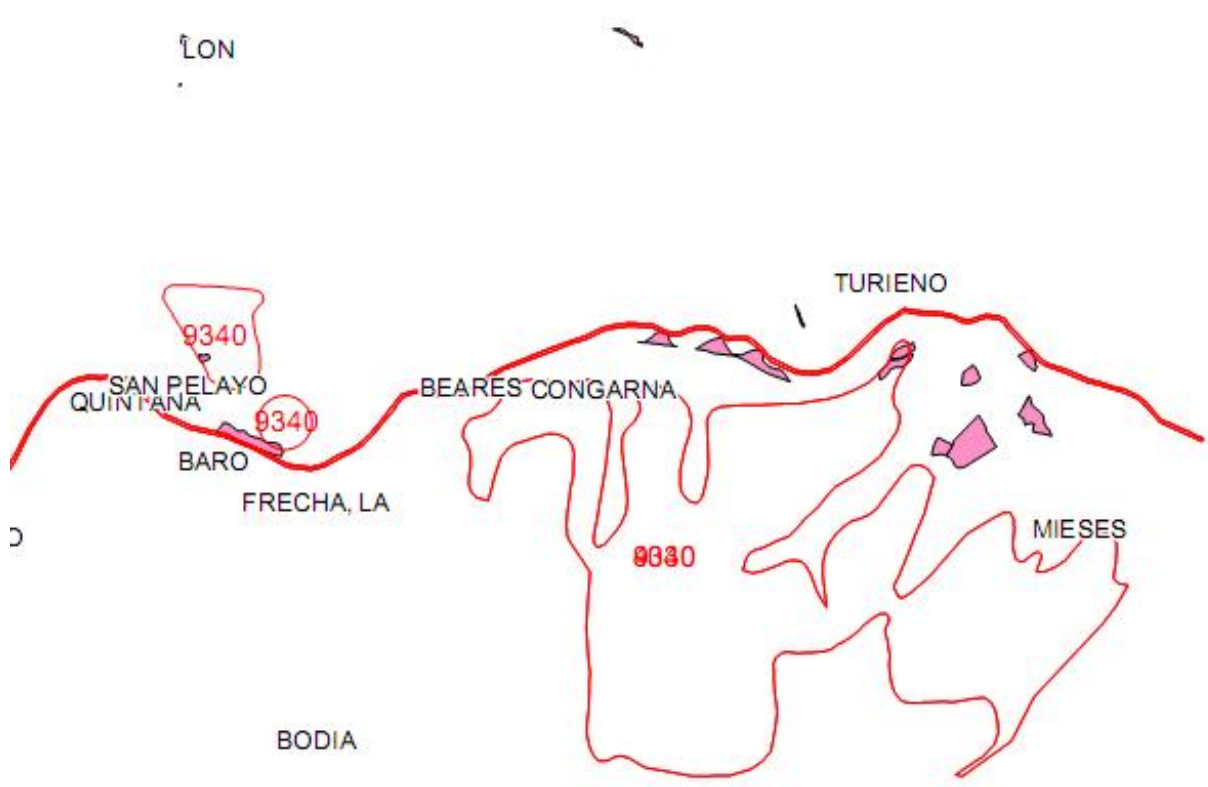 LON
TURIENO
9340
SAN PELAYO
QUINTANA
BEARES CONGARNA
9340
BARO
FRECHA, LA
MIESES
BODIA